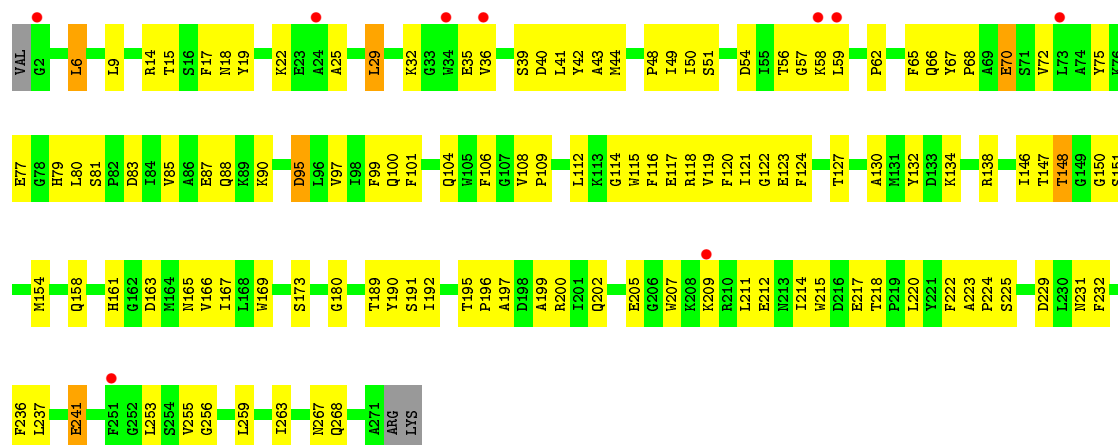 VAL G2 L6 L9 R14 T15 S16 F17 N18 Y19 K22 E23 A24 A25 L29 K32 G33 W34 E35 V36 S39 D40 L41 Y42 A43 M44 P48 I49 I50 S51 D54 I55 T56 G57 K58 L59 P62 F65 Q66 Y67 P68 A69 E70 S71 V72 L73 A74 Y75 K76
E77 G78 H79 L80 S81 P82 D83 I84 V85 A86 E87 Q88 K89 K90 D95 L96 V97 I98 F99 Q100 F101 Q104 W105 F106 G107 V108 P109 L112 K113 G114 W115 F116 E117 R118 V119 F120 I121 G122 E123 F124 T127 A130 M131 Y132 D133 K134 R138 I146 T147 T148 G149 G150 S151
M154 Q158 H161 G162 D163 M164 N165 V166 I167 L168 W169 S173 G180 T189 Y190 S191 I192 T195 P196 A197 D198 A199 R200 I201 Q202 E205 G206 W207 K208 K209 R210 L211 E212 N213 I214 W215 D216 E217 T218 P219 L220 Y221 F222 A223 P224 S225 D229 L230 N231 F232
F236 L237 E241 F251 G252 L253 S254 V255 G256 L259 I263 N267 Q268 A271 ARG LYS